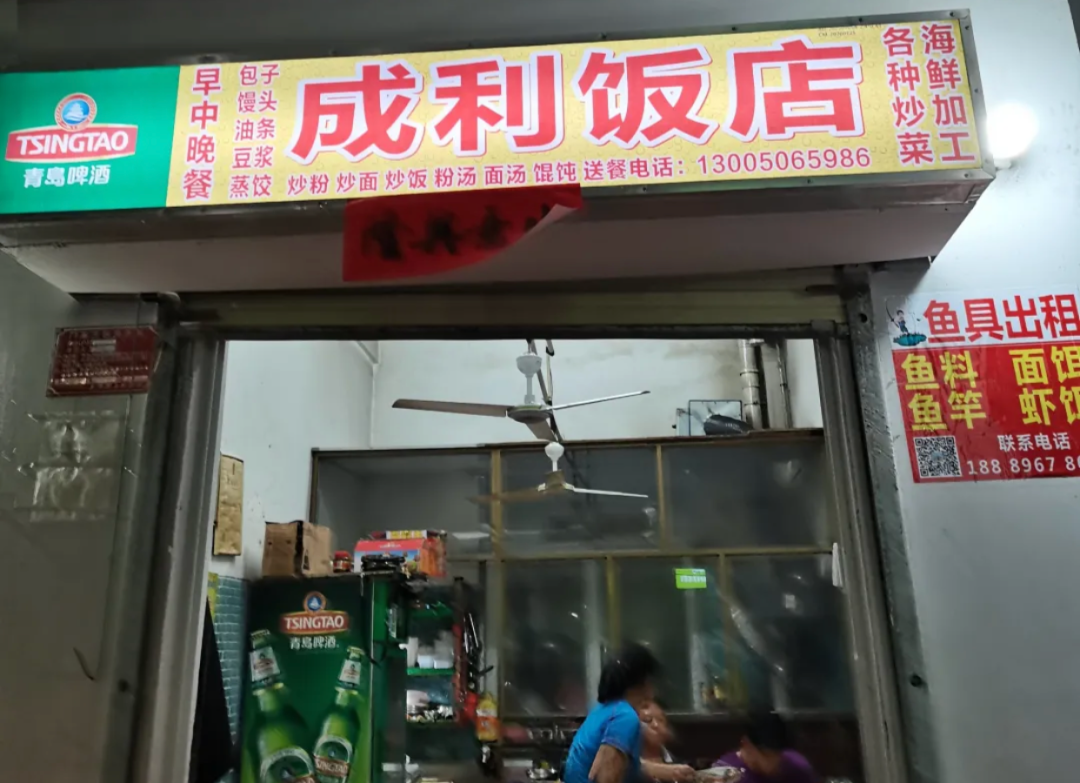 TSINGTAO
青岛啤酒
早中晚餐
包子
馒头
油条
豆浆
蒸饺
成利饭店
炒粉 炒面 炒饭 粉汤 面汤 馄饨 送餐电话：13005065986
各种炒菜
海鲜加工
鱼具出租
鱼料 面饵
鱼竿
联系电话
188 8967
TSINGTAO
青岛啤酒
TSINGTAO